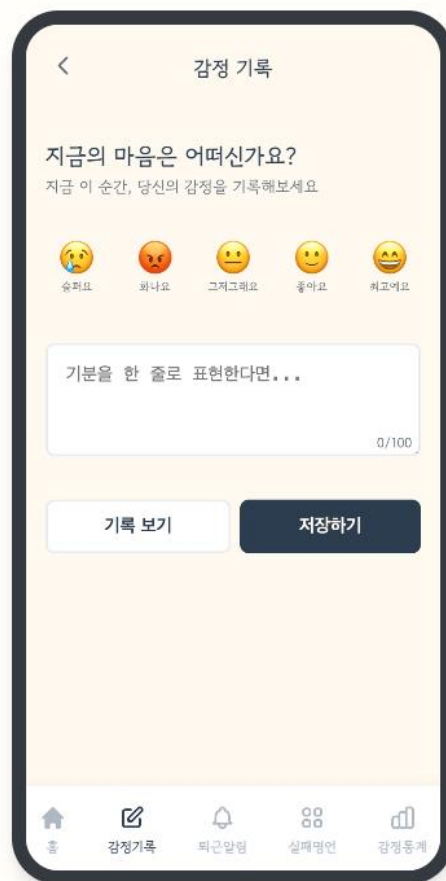 감정 기록
지금의 마음은 어떠신가요?
지금 이 순간, 당신의 감정을 기록해보세요
슬퍼요 화나요 그저그래요 좋아요 최고예요
기분을 한 줄로 표현한다면...
0/100
기록 보기 저장하기
홈 감정기록 퇴근알림 실패명언 감정통계